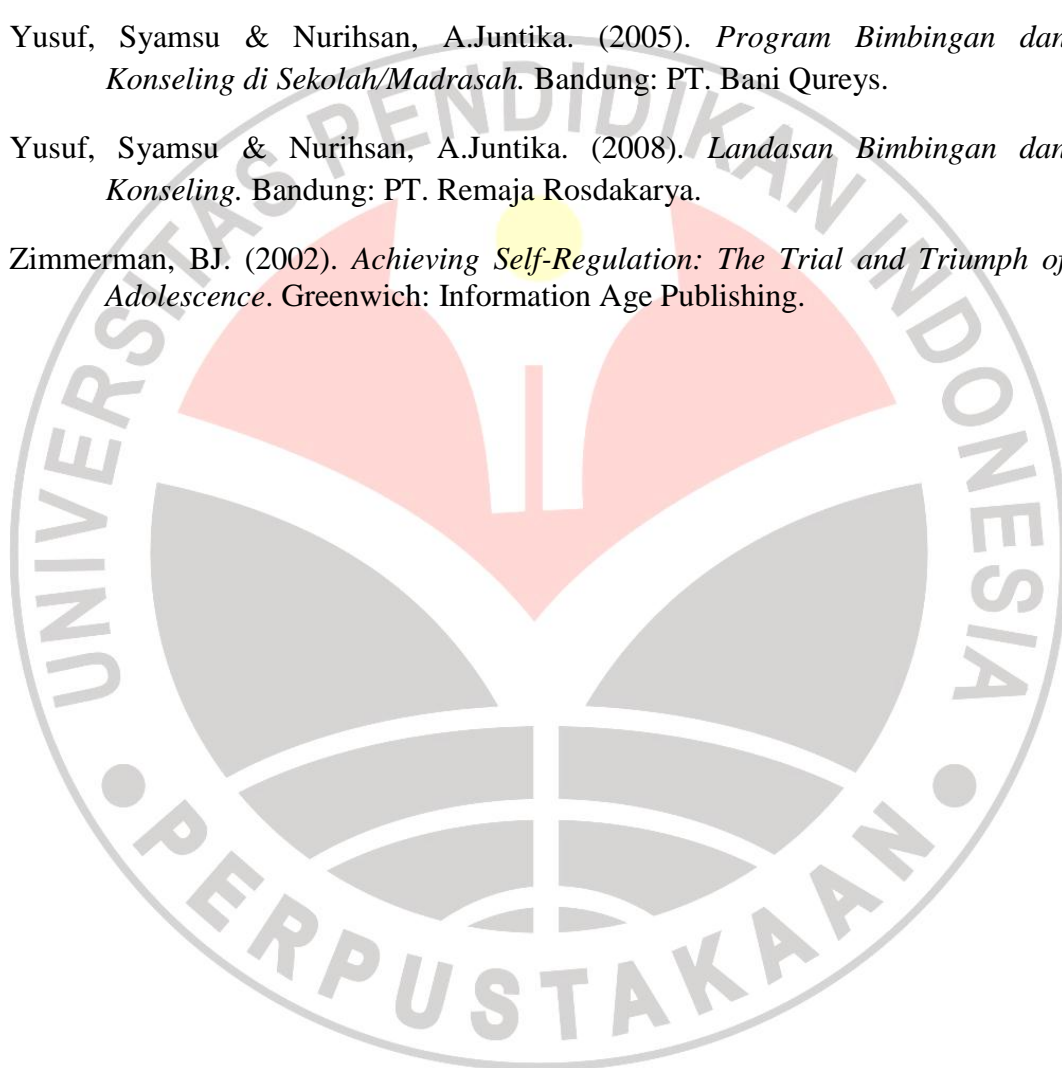 Yusuf, Syamsu & Nurihsan, A.Juntika. (2005). Program Bimbingan dan
Konseling di Sekolah/Madrasah. Bandung: PT. Bani Qureys.
Yusuf, Syamsu & Nurihsan, A.Juntika. (2008). Landasan Bimbingan dan
Konseling. Bandung: PT. Remaja Rosdakarya.
Zimmerman, BJ. (2002). Achieving Self-Regulation: The Trial and Triumph of
Adolescence. Greenwich: Information Age Publishing.
UNIVERSITAS PENDIDIKAN INDONESIA
PERPUSTAKAAN